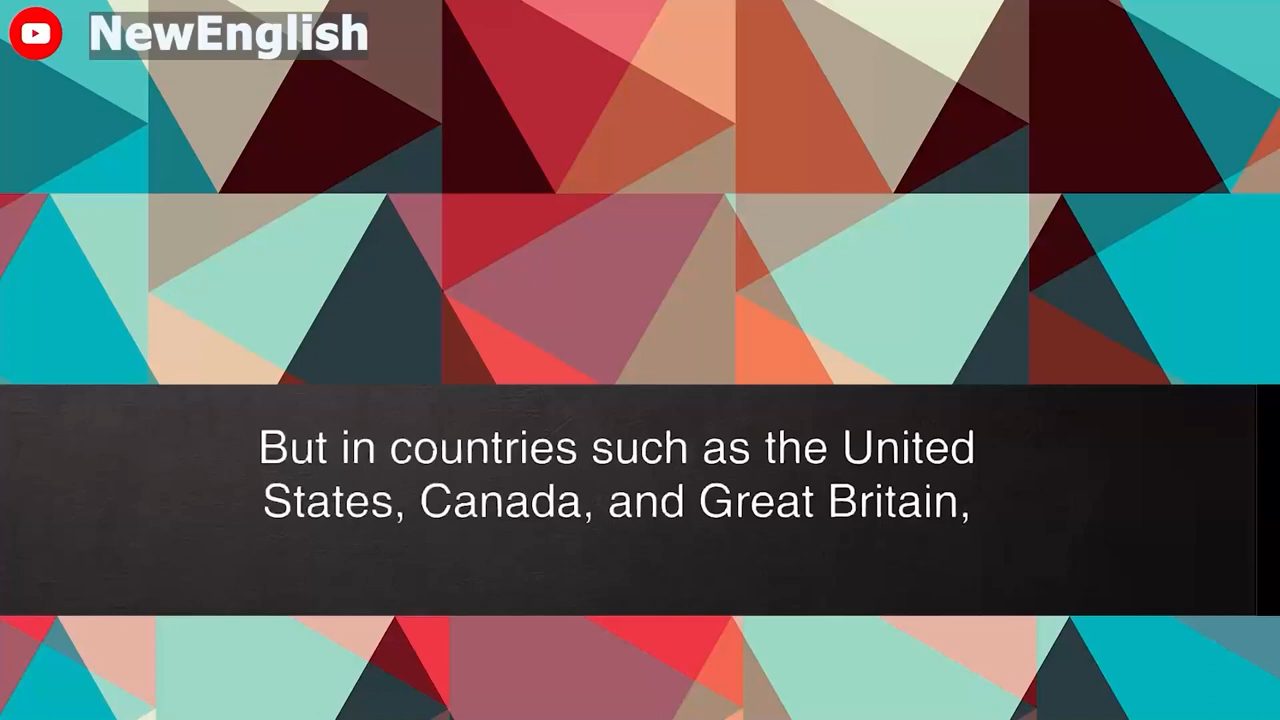 NewEnglish
But in countries such as the United
States, Canada, and Great Britain,